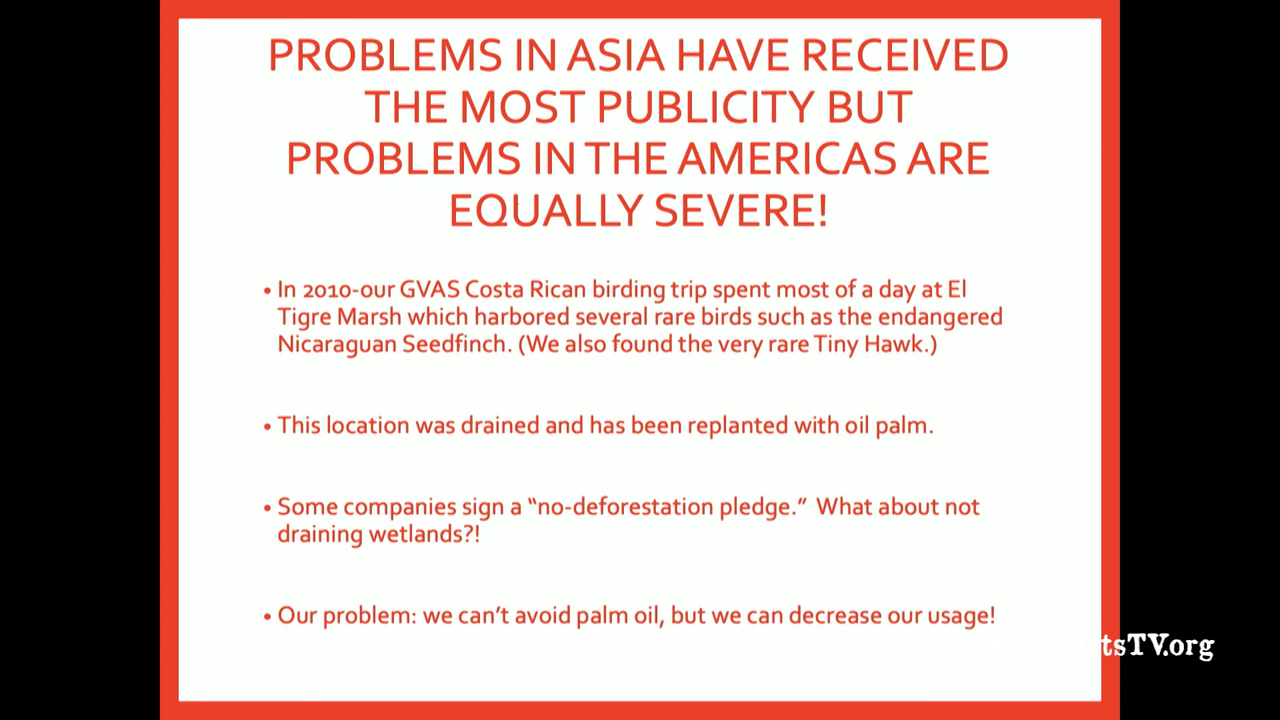 PROBLEMS IN ASIA HAVE RECEIVED
THE MOST PUBLICITY BUT
PROBLEMS IN THE AMERICAS ARE
EQUALLY SEVERE!
• In 2010-our GVAS Costa Rican birding trip spent most of a day at El
Tigre Marsh which harbored several rare birds such as the endangered
Nicaraguan Seedfinch. (We also found the very rare Tiny Hawk.)
• This location was drained and has been replanted with oil palm.
• Some companies sign a “no-deforestation pledge.” What about not
draining wetlands?!
• Our problem: we can’t avoid palm oil, but we can decrease our usage!
tsTV.org